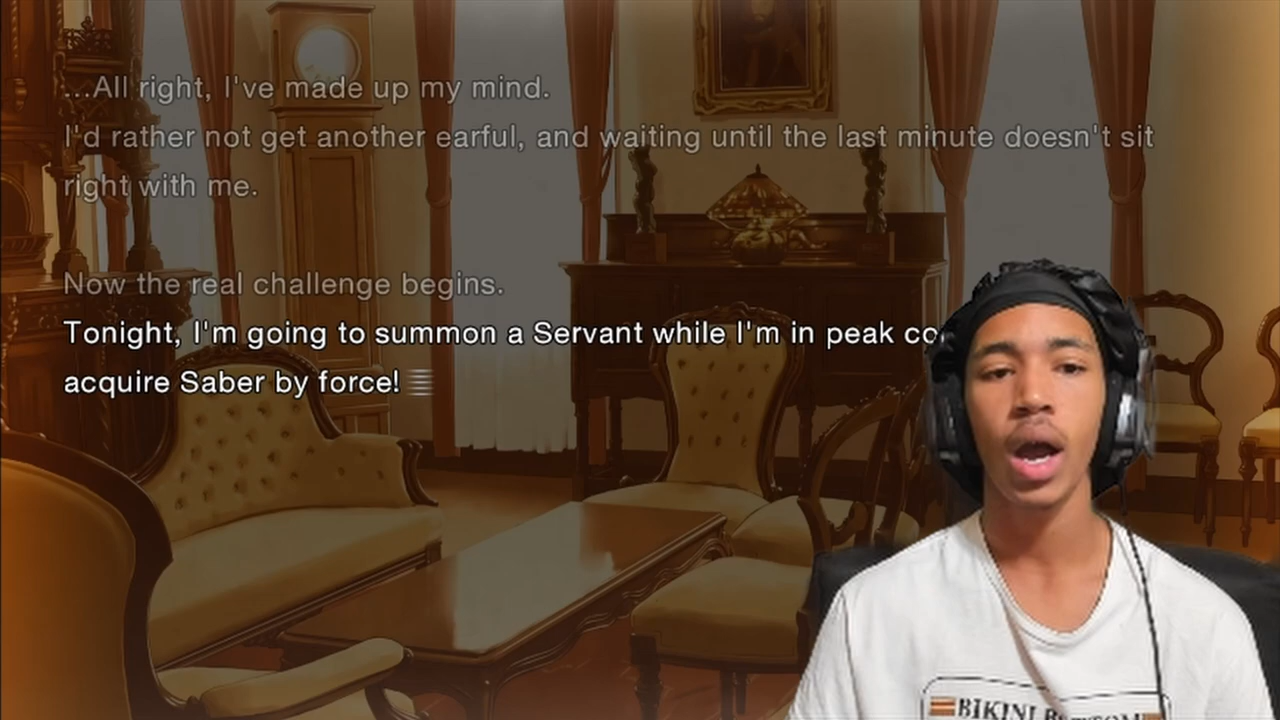 ...All right, I've made up my mind.
I'd rather not get another earful, and waiting until the last minute doesn't sit
right with me.
Now the real challenge begins.
Tonight, I'm going to summon a Servant while I'm in peak
acquire Saber by force!
BIKINI